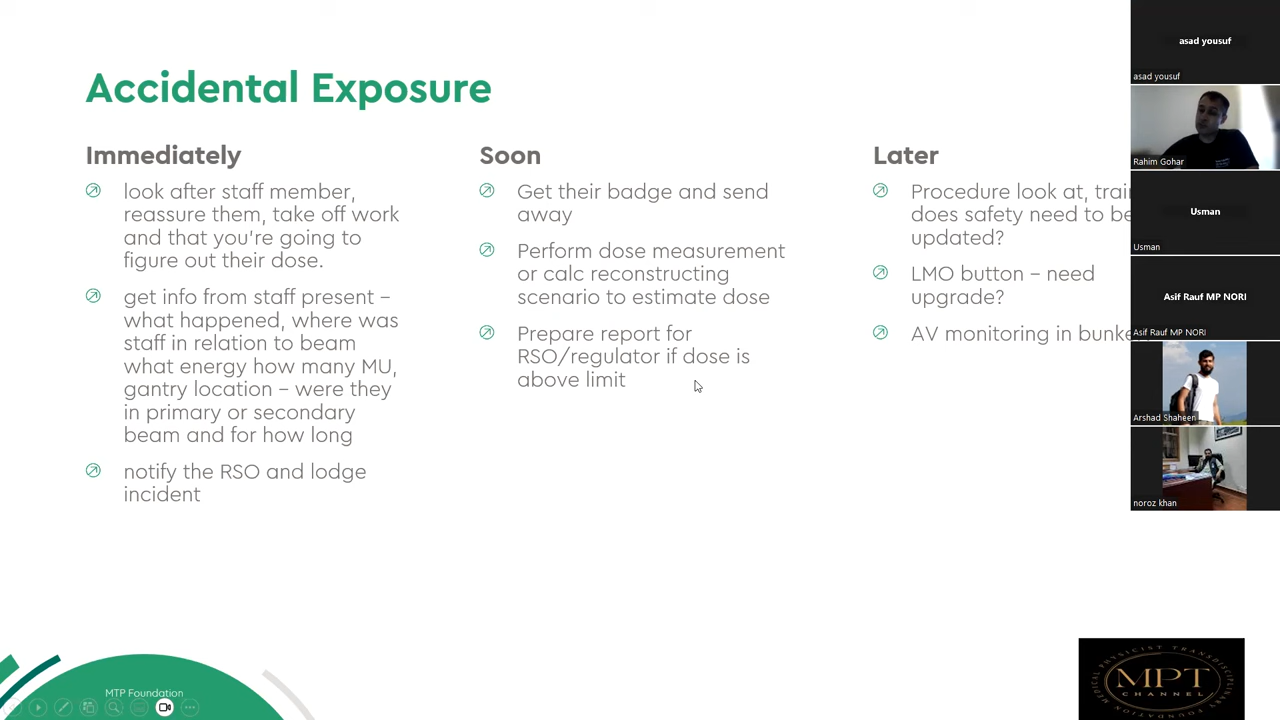 Accidental Exposure
Immediately
look after staff member,
reassure them, take off work
and that you're going to
figure out their dose.
get info from staff present –
what happened, where was
staff in relation to beam
what energy how many MU,
gantry location – were they
in primary or secondary
beam and for how long
notify the RSO and lodge
incident
Soon
Get their badge and send
away
Perform dose measurement
or calc reconstructing
scenario to estimate dose
Prepare report for
RSO/regulator if dose is
above limit
Later
Procedure look at,
does safety need to be
updated?
LMO button – need
upgrade?
AV monitoring in
asad yousuf
asad yousuf
Rahim Gohar
Usman
Usman
Asif Rauf MP NORI
Asif Rauf MP NORI
Arshad Shaheen
noroz khan
MTP Foundation
MEDICAL PHYSICIST TRANSDISCIPLINARY FOUNDATION
MPT
CHANNEL